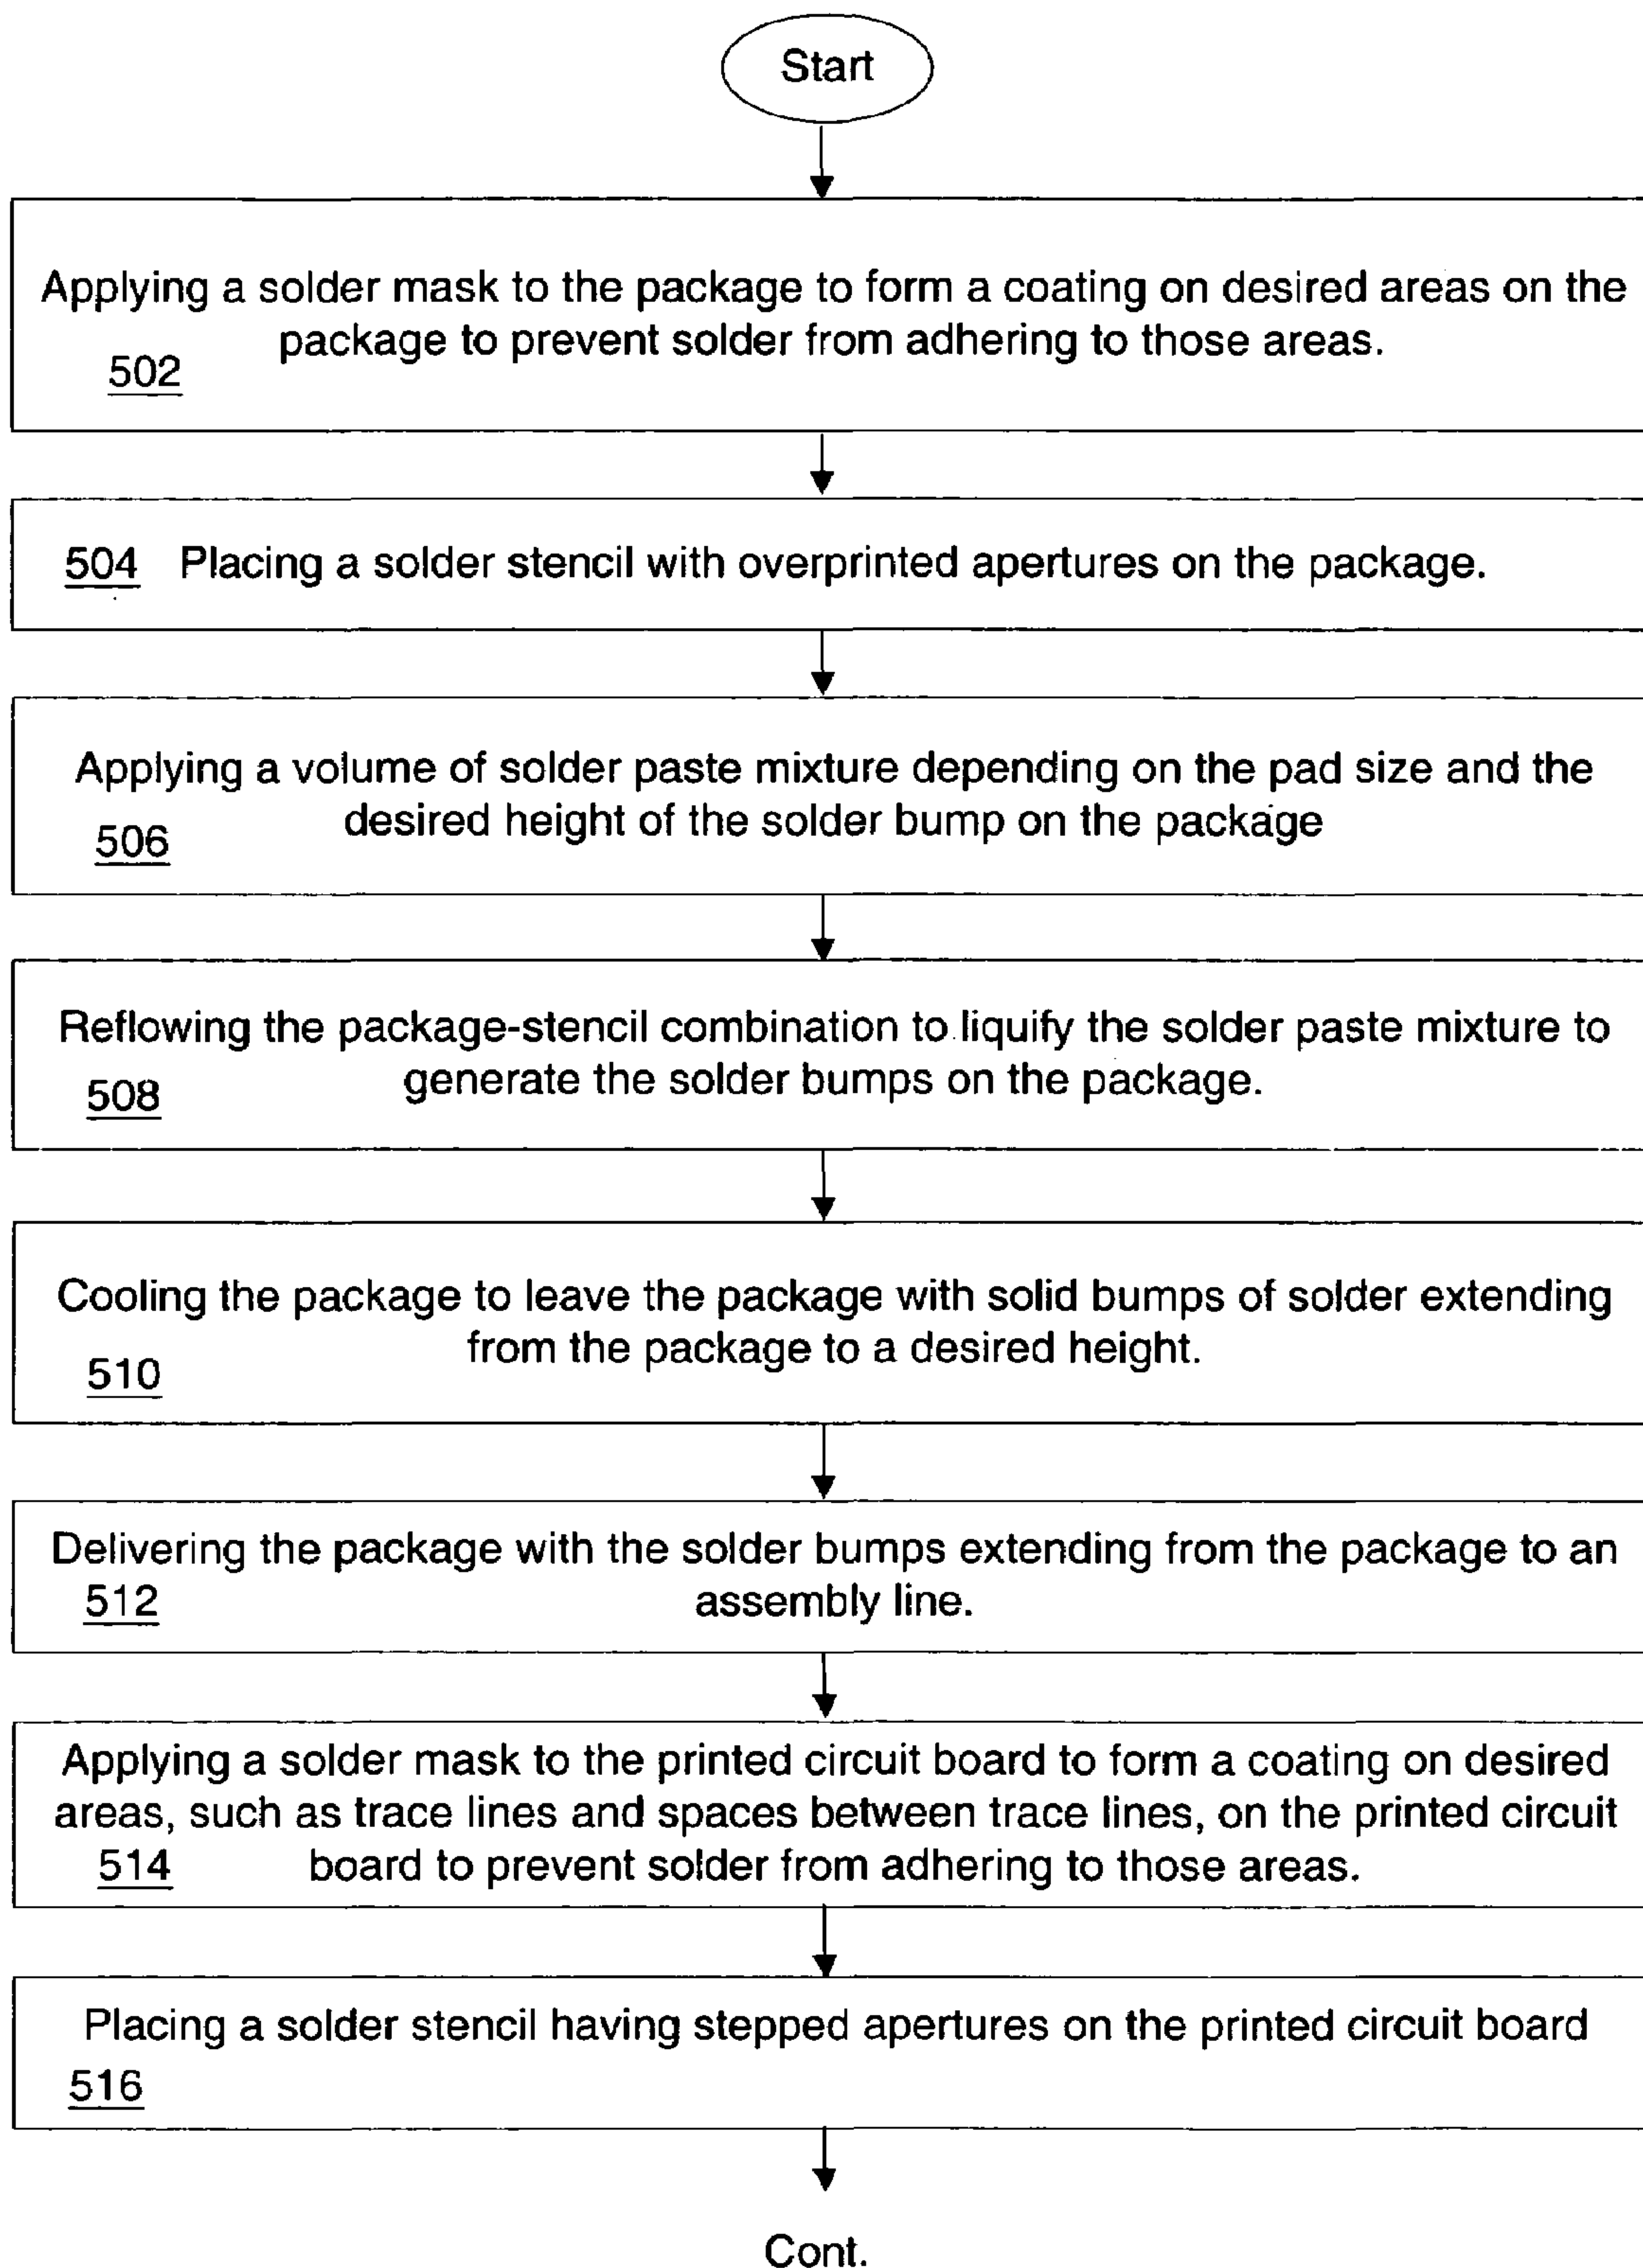 Start
Applying a solder mask to the package to form a coating on desired areas on the
package to prevent solder from adhering to those areas.
502
504 Placing a solder stencil with overprinted apertures on the package.
Applying a volume of solder paste mixture depending on the pad size and the
desired height of the solder bump on the package
506
Reflowing the package-stencil combination to liquify the solder paste mixture to
generate the solder bumps on the package.
508
Cooling the package to leave the package with solid bumps of solder extending
from the package to a desired height.
510
Delivering the package with the solder bumps extending from the package to an
512 assembly line.
Applying a solder mask to the printed circuit board to form a coating on desired
areas, such as trace lines and spaces between trace lines, on the printed circuit
514 board to prevent solder from adhering to those areas.
Placing a solder stencil having stepped apertures on the printed circuit board
516
Cont.